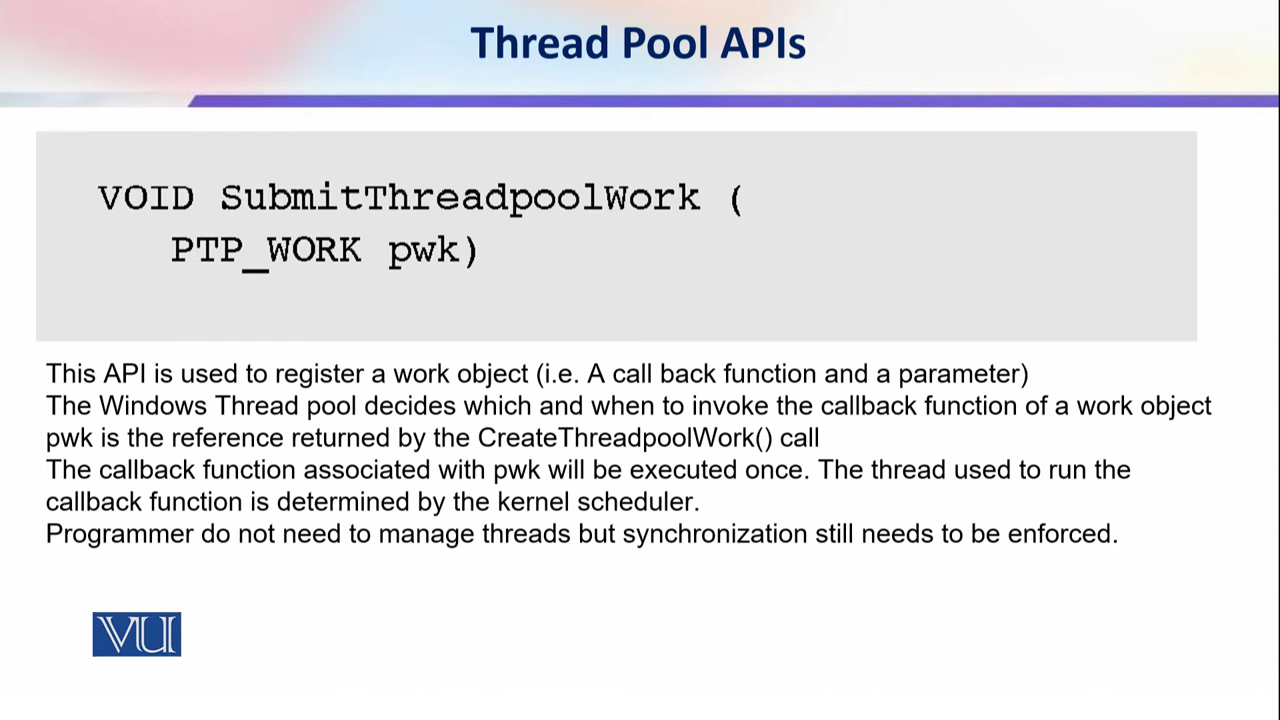 Thread Pool APIs
VOID SubmitThreadpoolWork (
PTP_WORK pwk)
This API is used to register a work object (i.e. A call back function and a parameter)
The Windows Thread pool decides which and when to invoke the callback function of a work object
pwk is the reference returned by the CreateThreadpoolWork() call
The callback function associated with pwk will be executed once. The thread used to run the
callback function is determined by the kernel scheduler.
Programmer do not need to manage threads but synchronization still needs to be enforced.
VU